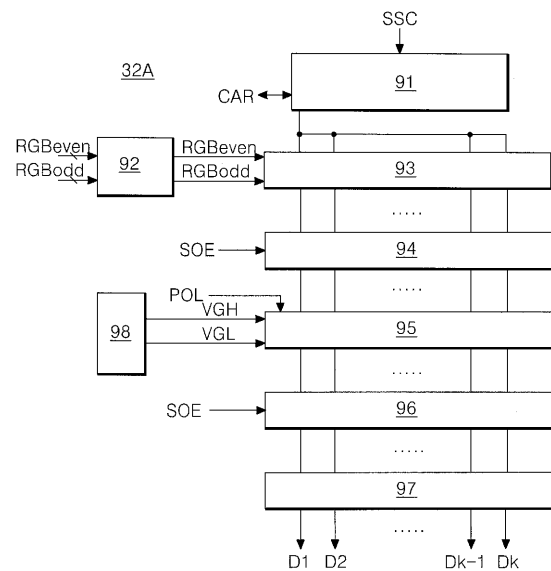 SSC
32A
91
CAR
RGBeven
RGBodd
92
RGBeven
RGBodd
93
.....
SOE
94
.....
POL
98
VGH
VGL
95
.....
SOE
96
.....
97
.....
D1 D2 Dk-1 Dk